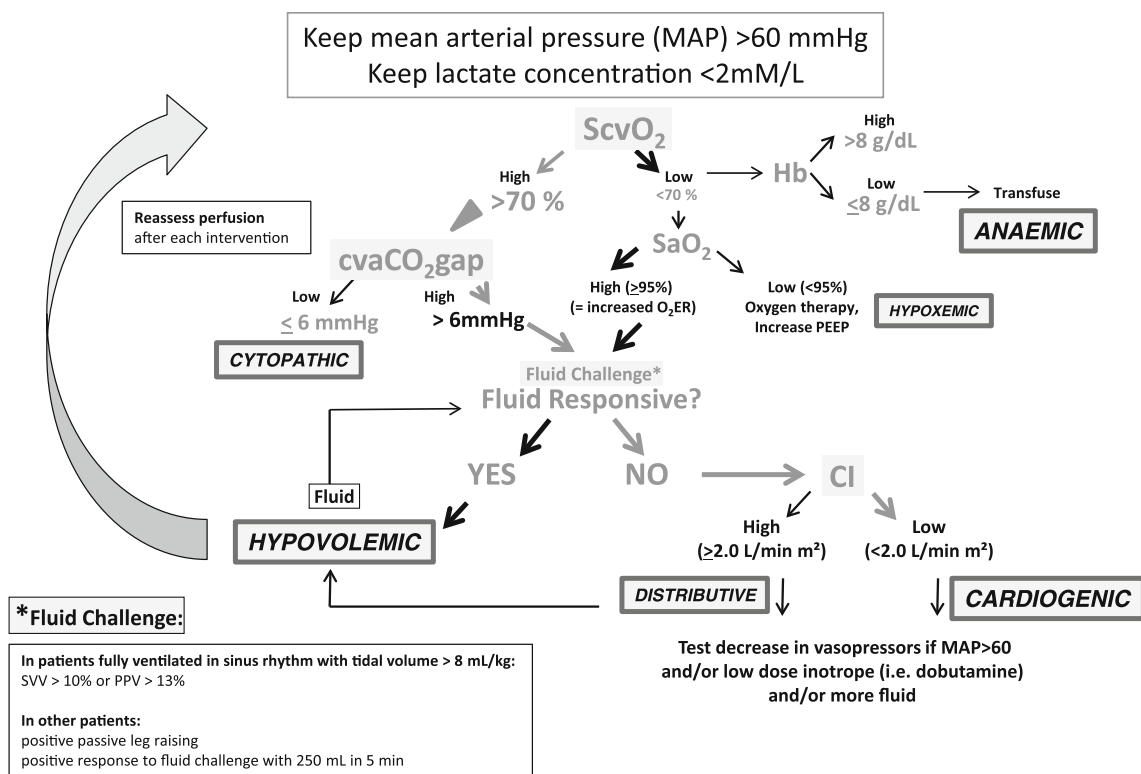 Keep mean arterial pressure (MAP) >60 mmHg
Keep lactate concentration <2mM/L
ScvO₂
High
>70 %
Low
<70 %
Hb
High
>8 g/dL
Low
≤8 g/dL
Transfuse
ANAEMIC
Reassess perfusion
after each intervention
cvaCO₂gap
SaO₂
Low
≤ 6 mmHg
CYTOPATHIC
High
> 6mmHg
High (≥95%)
(= increased O₂ER)
Low (<95%)
Oxygen therapy,
Increase PEEP
HYPOXEMIC
Fluid Challenge*
Fluid Responsive?
YES
NO
CI
Fluid
HYPOVOLEMIC
High
(≥2.0 L/min m²)
Low
(<2.0 L/min m²)
DISTRIBUTIVE
CARDIOGENIC
Test decrease in vasopressors if MAP>60
and/or low dose inotrope (i.e. dobutamine)
and/or more fluid
*Fluid Challenge:
In patients fully ventilated in sinus rhythm with tidal volume > 8 mL/kg:
SVV > 10% or PPV > 13%
In other patients:
positive passive leg raising
positive response to fluid challenge with 250 mL in 5 min